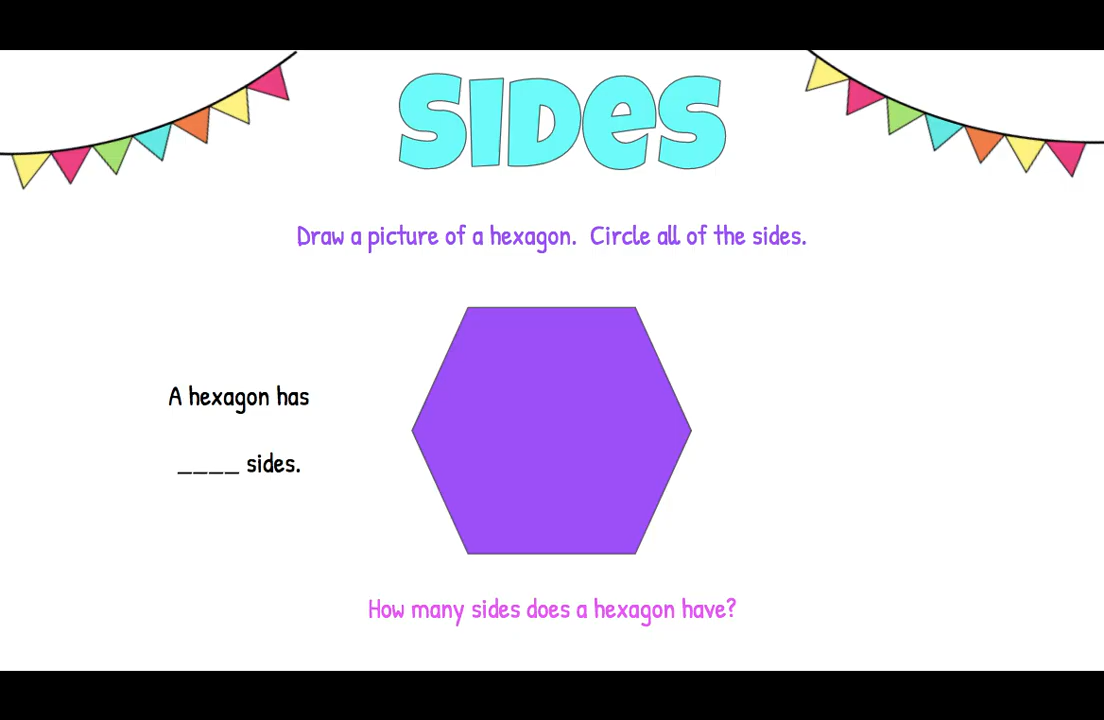 SIDES
Draw a picture of a hexagon. Circle all of the sides.
A hexagon has
____ sides.
How many sides does a hexagon have?